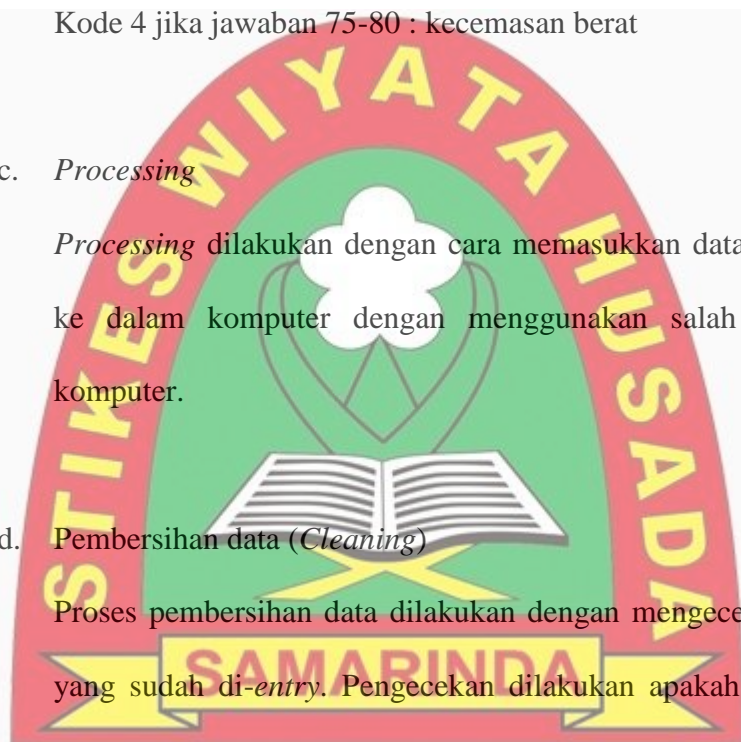 Kode 4 jika jawaban 75-80 : kecemasan berat
STIKES WIYATA HUSADA
c. Processing
Processing dilakukan dengan cara memasukkan data
ke dalam komputer dengan menggunakan salah
komputer.
d. Pembersihan data (Cleaning)
Proses pembersihan data dilakukan dengan mengece
yang sudah di-entry. Pengecekan dilakukan apakah
SAMARINDA